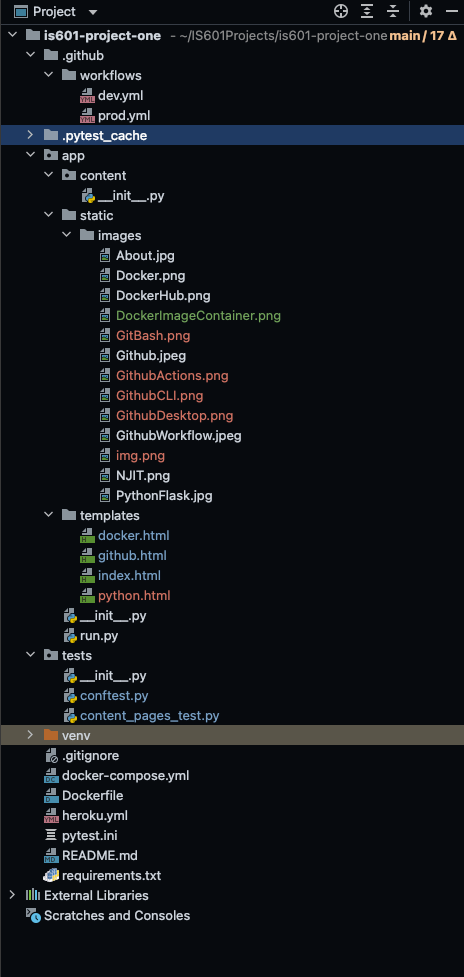 Project
is601-project-one - ~/IS601Projects/is601-project-one main / 17 Δ
.github
workflows
dev.yml
prod.yml
.pytest_cache
app
content
__init__.py
static
images
About.jpg
Docker.png
DockerHub.png
DockerImageContainer.png
GitBash.png
Github.jpeg
GithubActions.png
GithubCLI.png
GithubDesktop.png
GithubWorkflow.jpeg
img.png
NJIT.png
PythonFlask.jpg
templates
docker.html
github.html
index.html
python.html
__init__.py
run.py
tests
__init__.py
conftest.py
content_pages_test.py
venv
.gitignore
docker-compose.yml
Dockerfile
heroku.yml
pytest.ini
README.md
requirements.txt
External Libraries
Scratches and Consoles